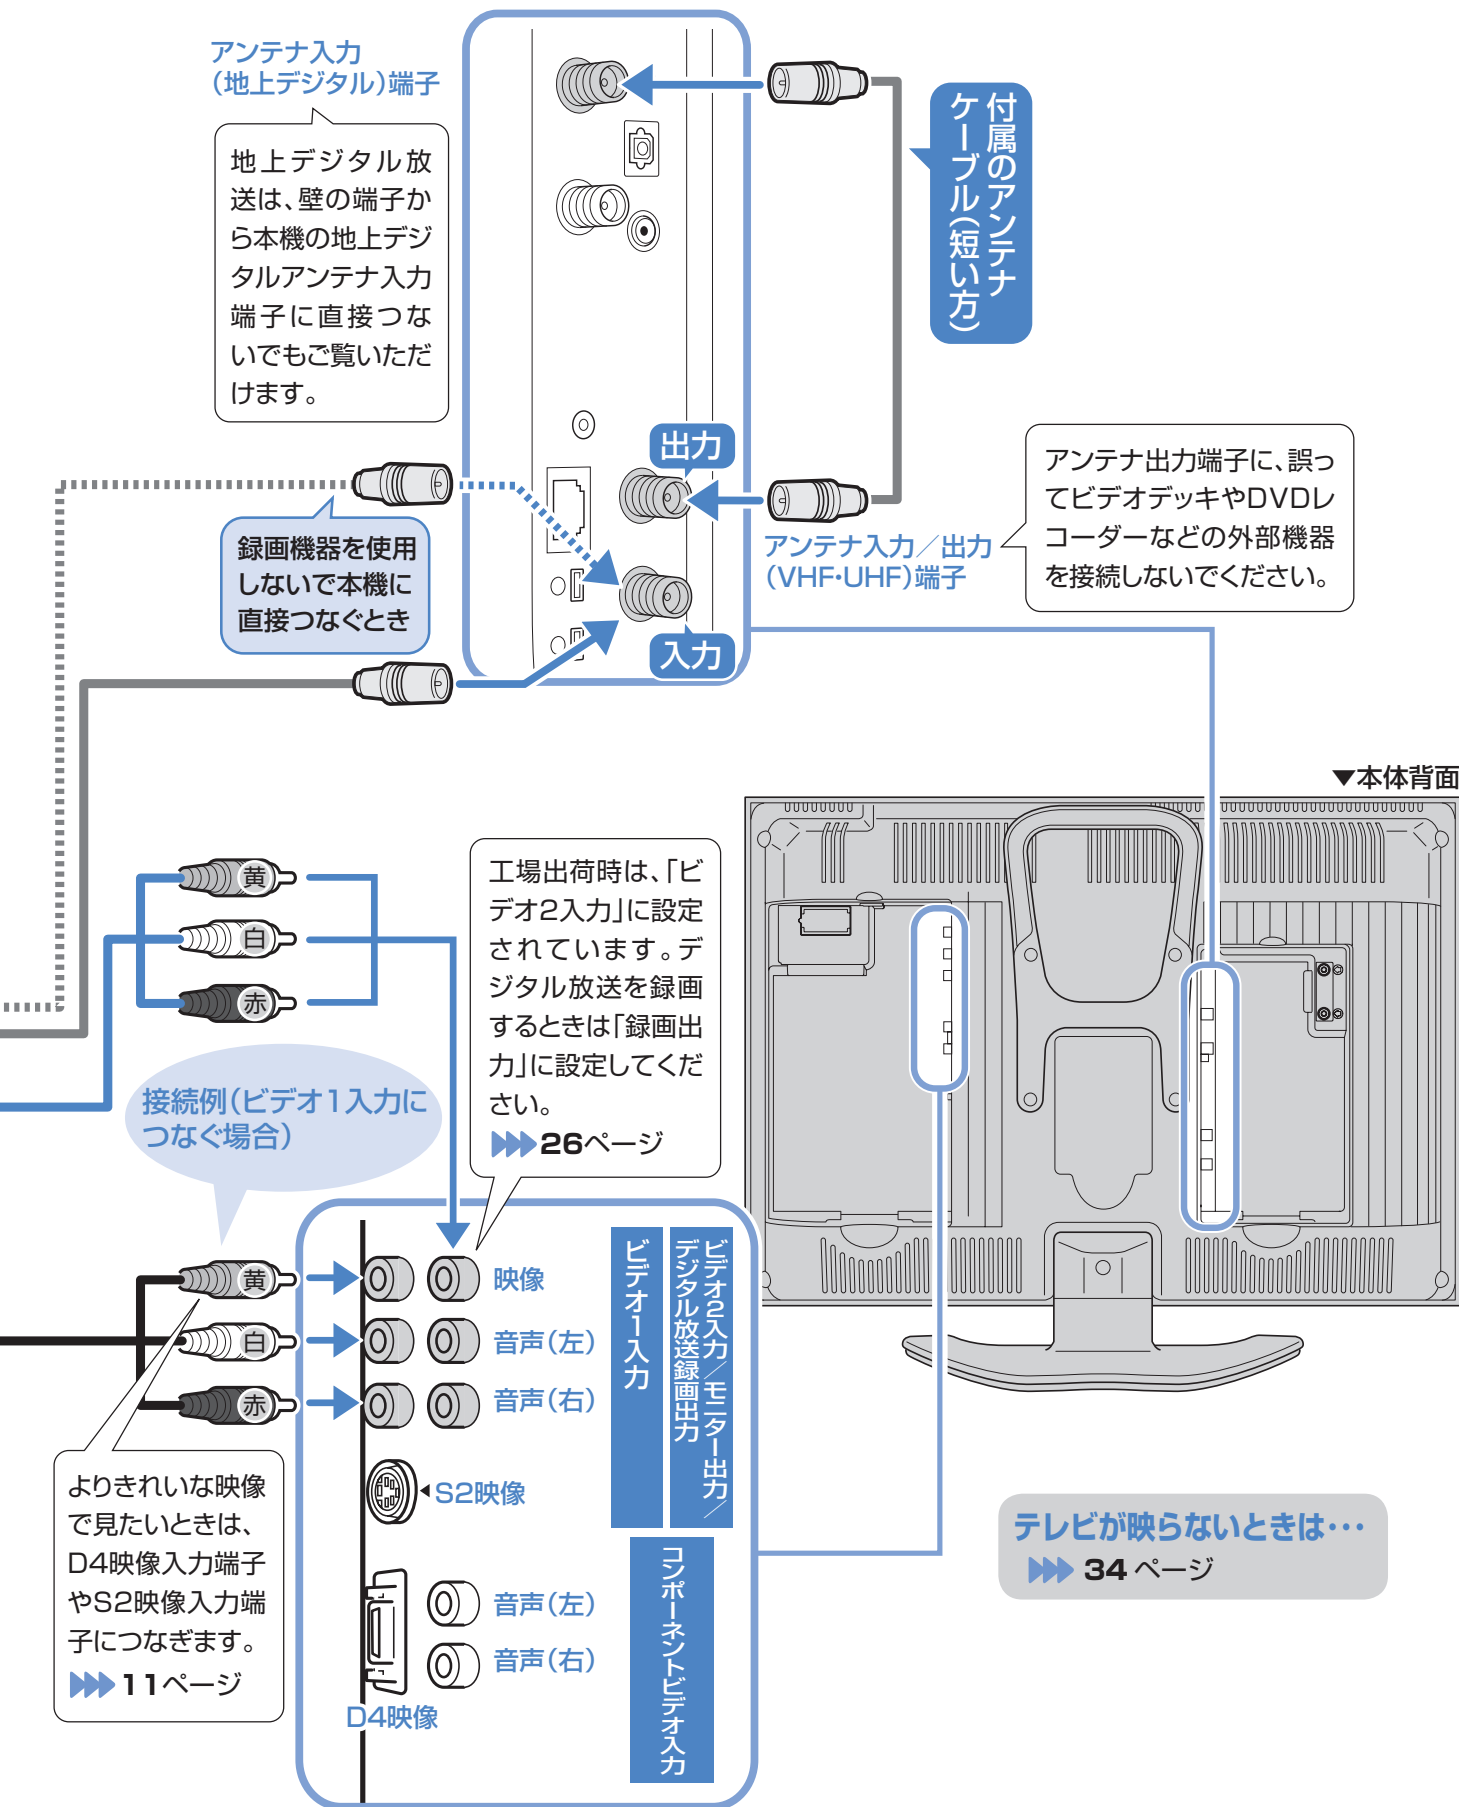 アンテナ入力
(地上デジタル)端子
地上デジタル放
送は、壁の端子か
ら本機の地上デジ
タルアンテナ入力
端子に直接つな
いでもご覧いただ
けます。
付属のアンテナ
ケーブル(短い方)
出力
アンテナ入力/出力
(VHF・UHF)端子
アンテナ出力端子に、誤っ
てビデオデッキやDVDレ
コーダーなどの外部機器
を接続しないでください。
録画機器を使用
しないで本機に
直接つなぐとき
入力
▼本体背面
黄
白
赤
工場出荷時は、「ビ
デオ2入力」に設定
されています。デ
ジタル放送を録画
するときは「録画出
力」に設定してくだ
さい。
26ページ
接続例(ビデオ1入力に
つなぐ場合)
黄
白
赤
映像
音声(左)
音声(右)
ビデオ1入力
ビデオ2入力/モニター出力/
デジタル放送録画出力
S2映像
よりきれいな映像
で見たいときは、
D4映像入力端子
やS2映像入力端
子につなぎます。
11ページ
音声(左)
音声(右)
D4映像
コンポーネントビデオ入力
テレビが映らないときは・・・
34 ページ